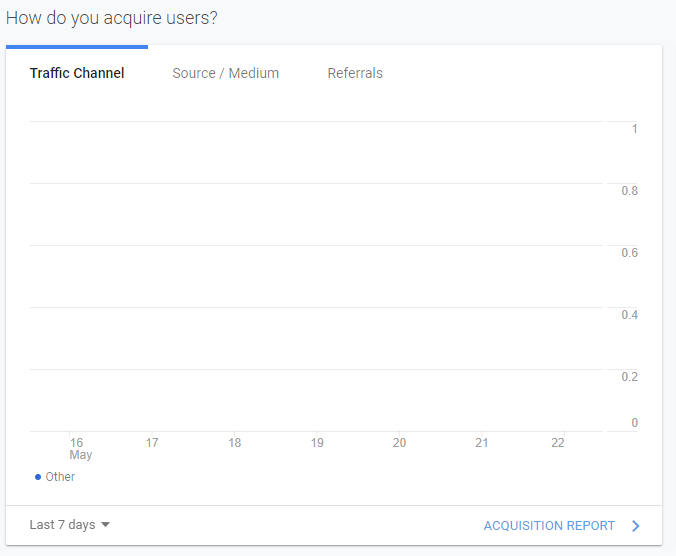 How do you acquire users?
Traffic Channel Source / Medium Referrals
1
0.8
0.6
0.4
0.2
0
16 17 18 19 20 21 22
May
Other
Last 7 days ACQUISITION REPORT